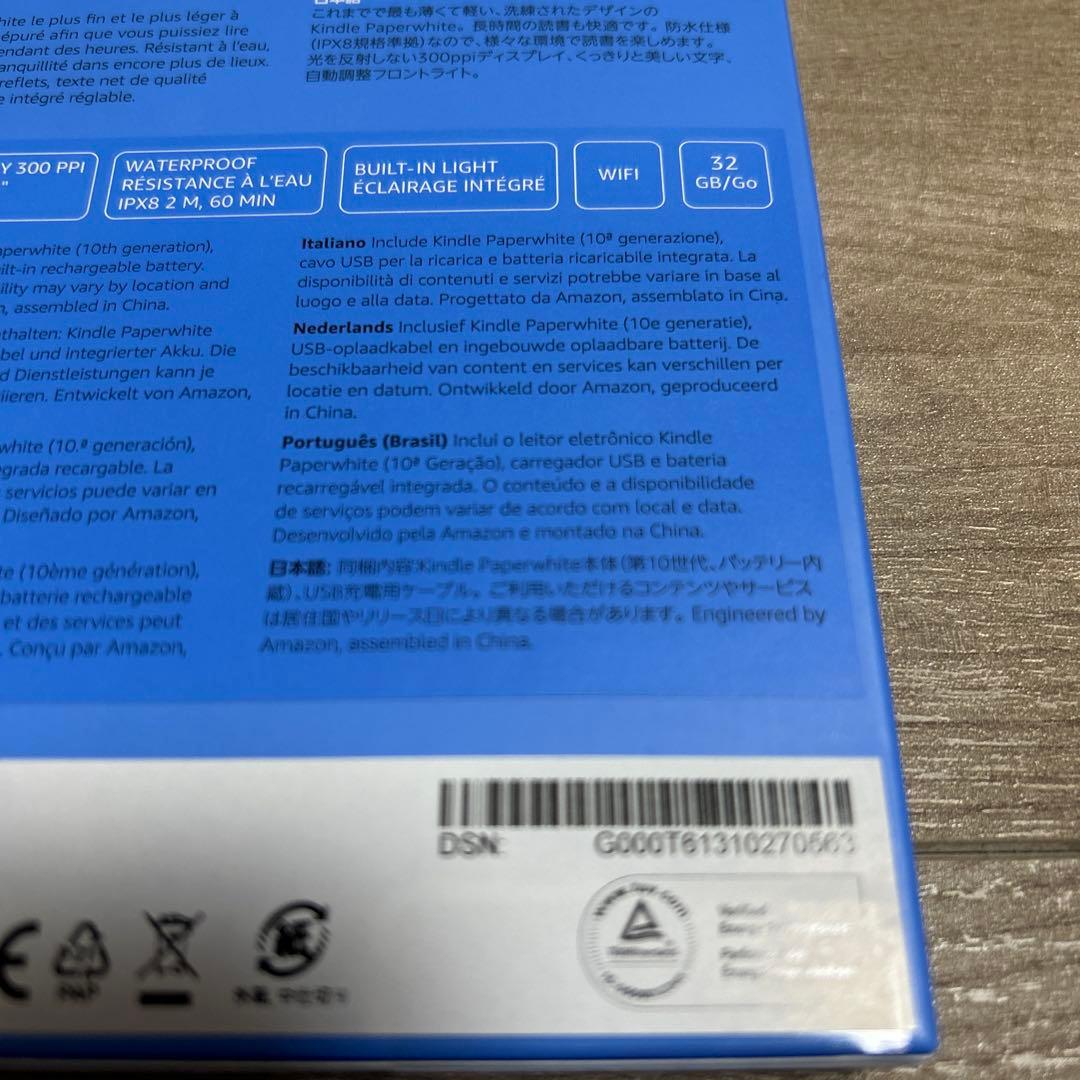 hite le plus fin et le plus léger à
épuré afin que vous puissiez lire
endant des heures. Résistant à l'eau,
anquillité dans encore plus de lieux.
reflets, texte net de qualité
e intégré réglable.
日本語
これまでで最も薄くて軽い、洗練されたデザインの
Kindle Paperwhite。長時間の読書も快適です。防水仕様
(IPX8規格準拠)なので、様々な環境で読書を楽しめます。
光を反射しない300ppiディスプレイ、くっきりと美しい文字、
自動調整フロントライト。
Y 300 PPI
"
WATERPROOF
RÉSISTANCE À L'EAU
IPX8 2 M, 60 MIN
BUILT-IN LIGHT
ÉCLAIRAGE INTÉGRÉ
WIFI
32
GB/Go
aperwhite (10th generation),
ilt-in rechargeable battery.
ility may vary by location and
n, assembled in China.
nthalten: Kindle Paperwhite
bel und integrierter Akku. Die
d Dienstleistungen kann je
iieren. Entwickelt von Amazon,
white (10.ª generación),
grada recargable. La
servicios puede variar en
Diseñado por Amazon,
te (10ème génération),
batterie rechargeable
et des services peut
. Conçu par Amazon,
Italiano Include Kindle Paperwhite (10ª generazione),
cavo USB per la ricarica e batteria ricaricabile integrata. La
disponibilità di contenuti e servizi potrebbe variare in base al
luogo e alla data. Progettato da Amazon, assemblato in Cina.
Nederlands Inclusief Kindle Paperwhite (10e generatie),
USB-oplaadkabel en ingebouwde oplaadbare batterij. De
beschikbaarheid van content en services kan verschillen per
locatie en datum. Ontwikkeld door Amazon, geproduceerd
in China.
Português (Brasil) Inclui o leitor eletrônico Kindle
Paperwhite (10ª Geração), carregador USB e bateria
recarregável integrada. O conteúdo e a disponibilidade
de serviços podem variar de acordo com local e data.
Desenvolvido pela Amazon e montado na China.
日本語: 同梱内容:Kindle Paperwhite本体(第10世代、バッテリー内
蔵)、USB充電用ケーブル。ご利用いただけるコンテンツやサービス
は居住国やリリース日により異なる場合があります。Engineered by
Amazon, assembled in China.
DSN: G000T61310270563
CE
PAP
紙
www.tuv.com